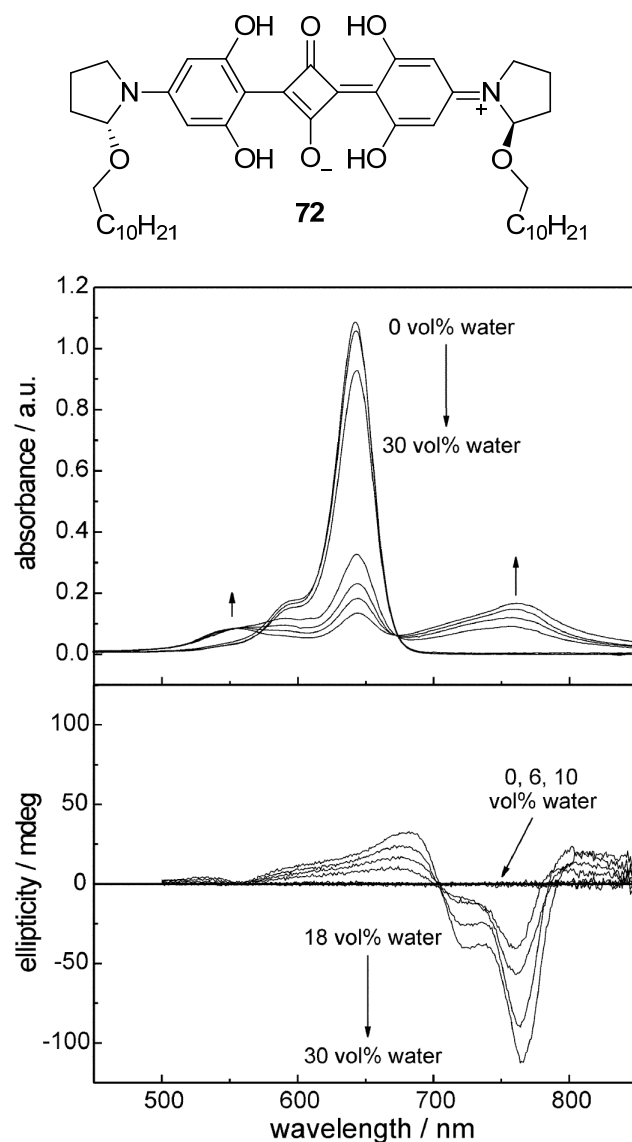 OH O HO
N N
+
OH O HO
–
O O
C10H21 72 C10H21
1.2
1.0
0.8
0.6
0.4
0.2
0.0
absorbance / a.u.
0 vol% water
30 vol% water
100
50
0
-50
-100
ellipticity / mdeg
0, 6, 10
vol% water
18 vol% water
30 vol% water
500 600 700 800
wavelength / nm